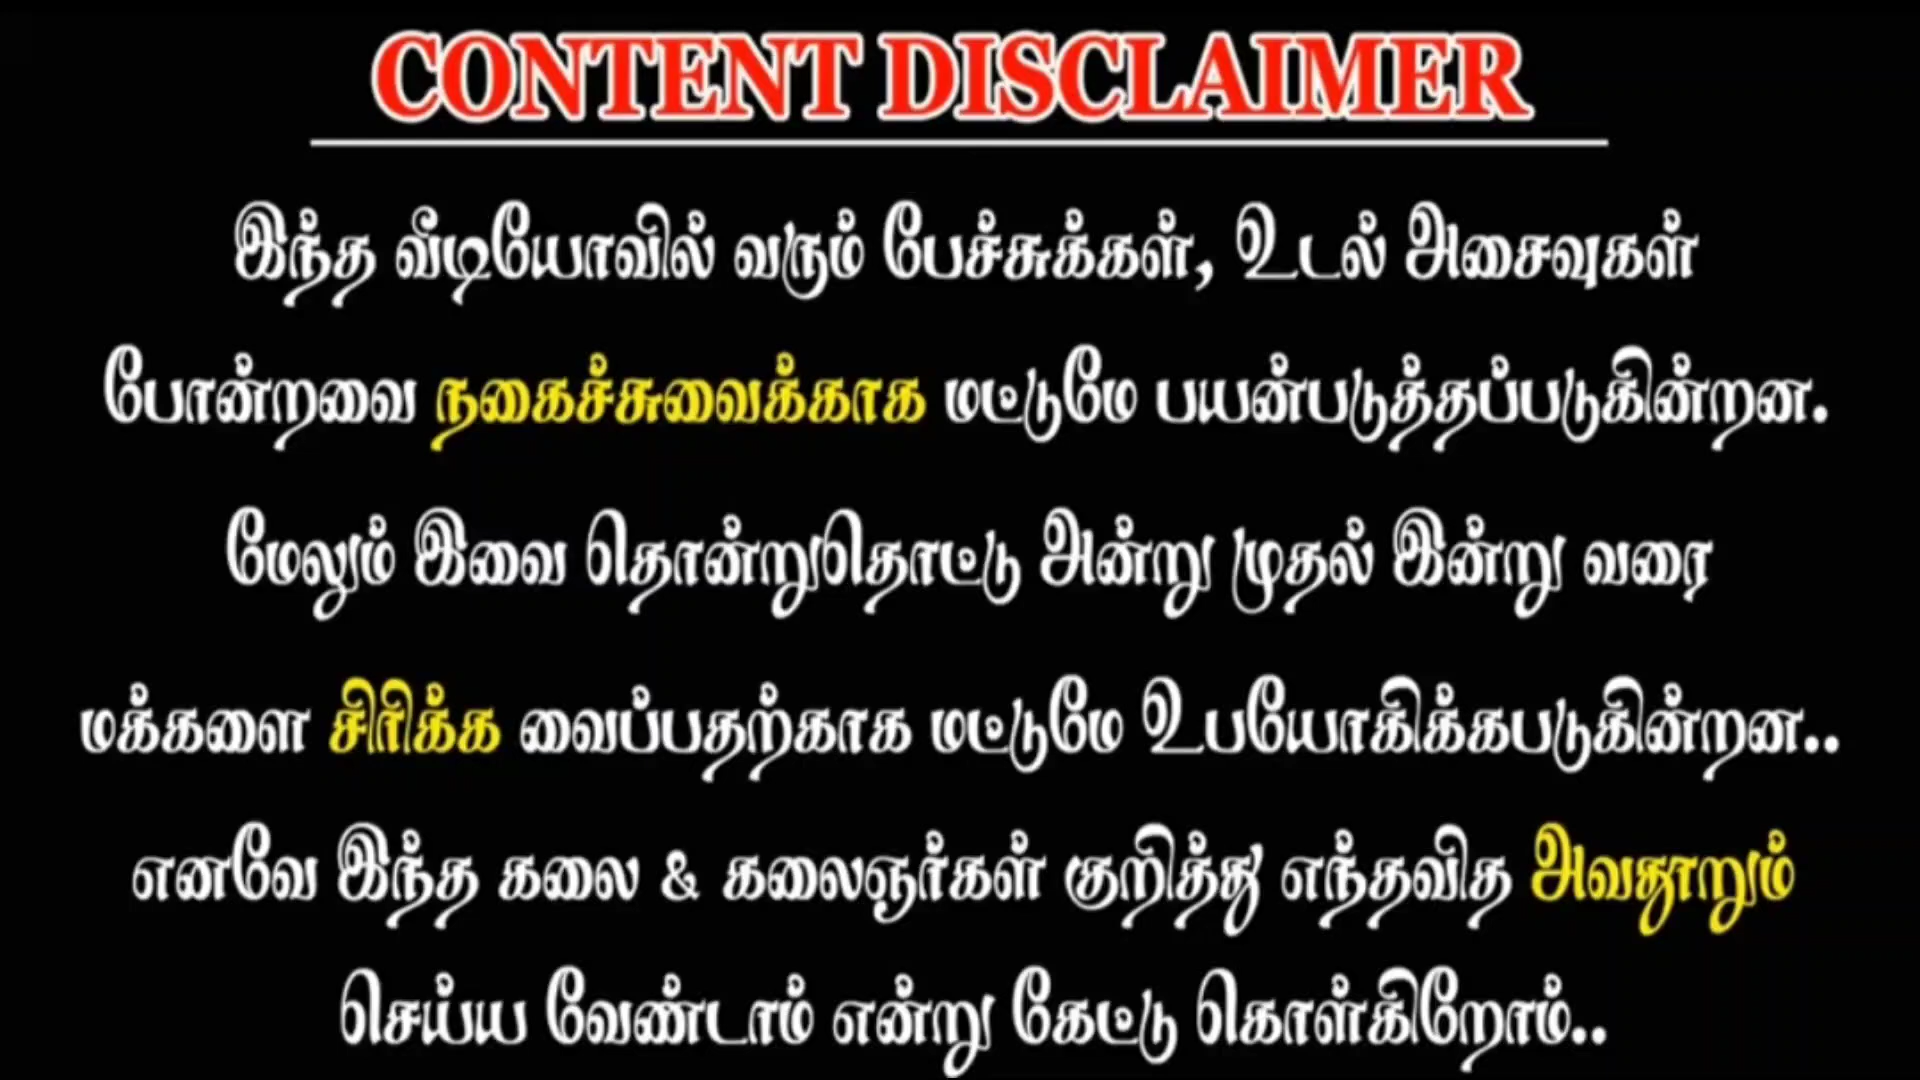 CONTENT DISCLAIMER
இந்த வீடியோவில் வரும் பேச்சுக்கள், உடல் அசைவுகள்
போன்றவை நகைச்சுவைக்காக மட்டுமே பயன்படுத்தப்படுகின்றன.
மேலும் இவை தொன்றுதொட்டு அன்று முதல் இன்று வரை
மக்களை சிரிக்க வைப்பதற்காக மட்டுமே உபயோகிக்கபடுகின்றன..
எனவே இந்த கலை & கலைஞர்கள் குறித்து எந்தவித அவதூறும்
செய்ய வேண்டாம் என்று கேட்டு கொள்கிறோம்..